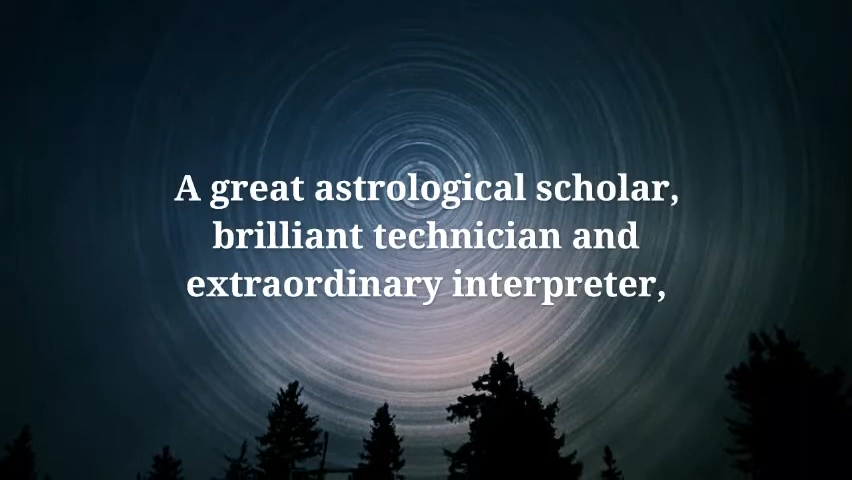 A great astrological scholar,
brilliant technician and
extraordinary interpreter,